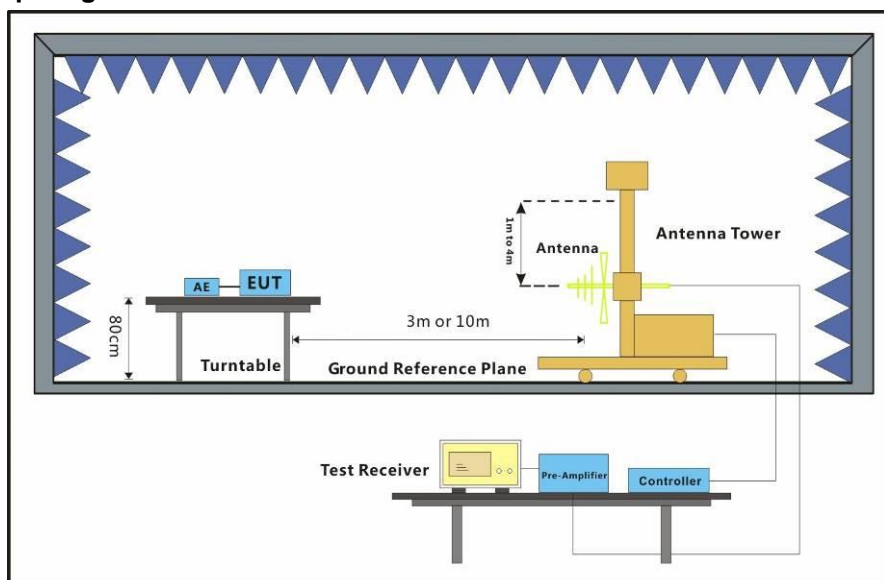 1m to 4m
Antenna
Antenna Tower
AE
EUT
80cm
3m or 10m
Turntable
Ground Reference Plane
Test Receiver
Pre-Amplifier
Controller